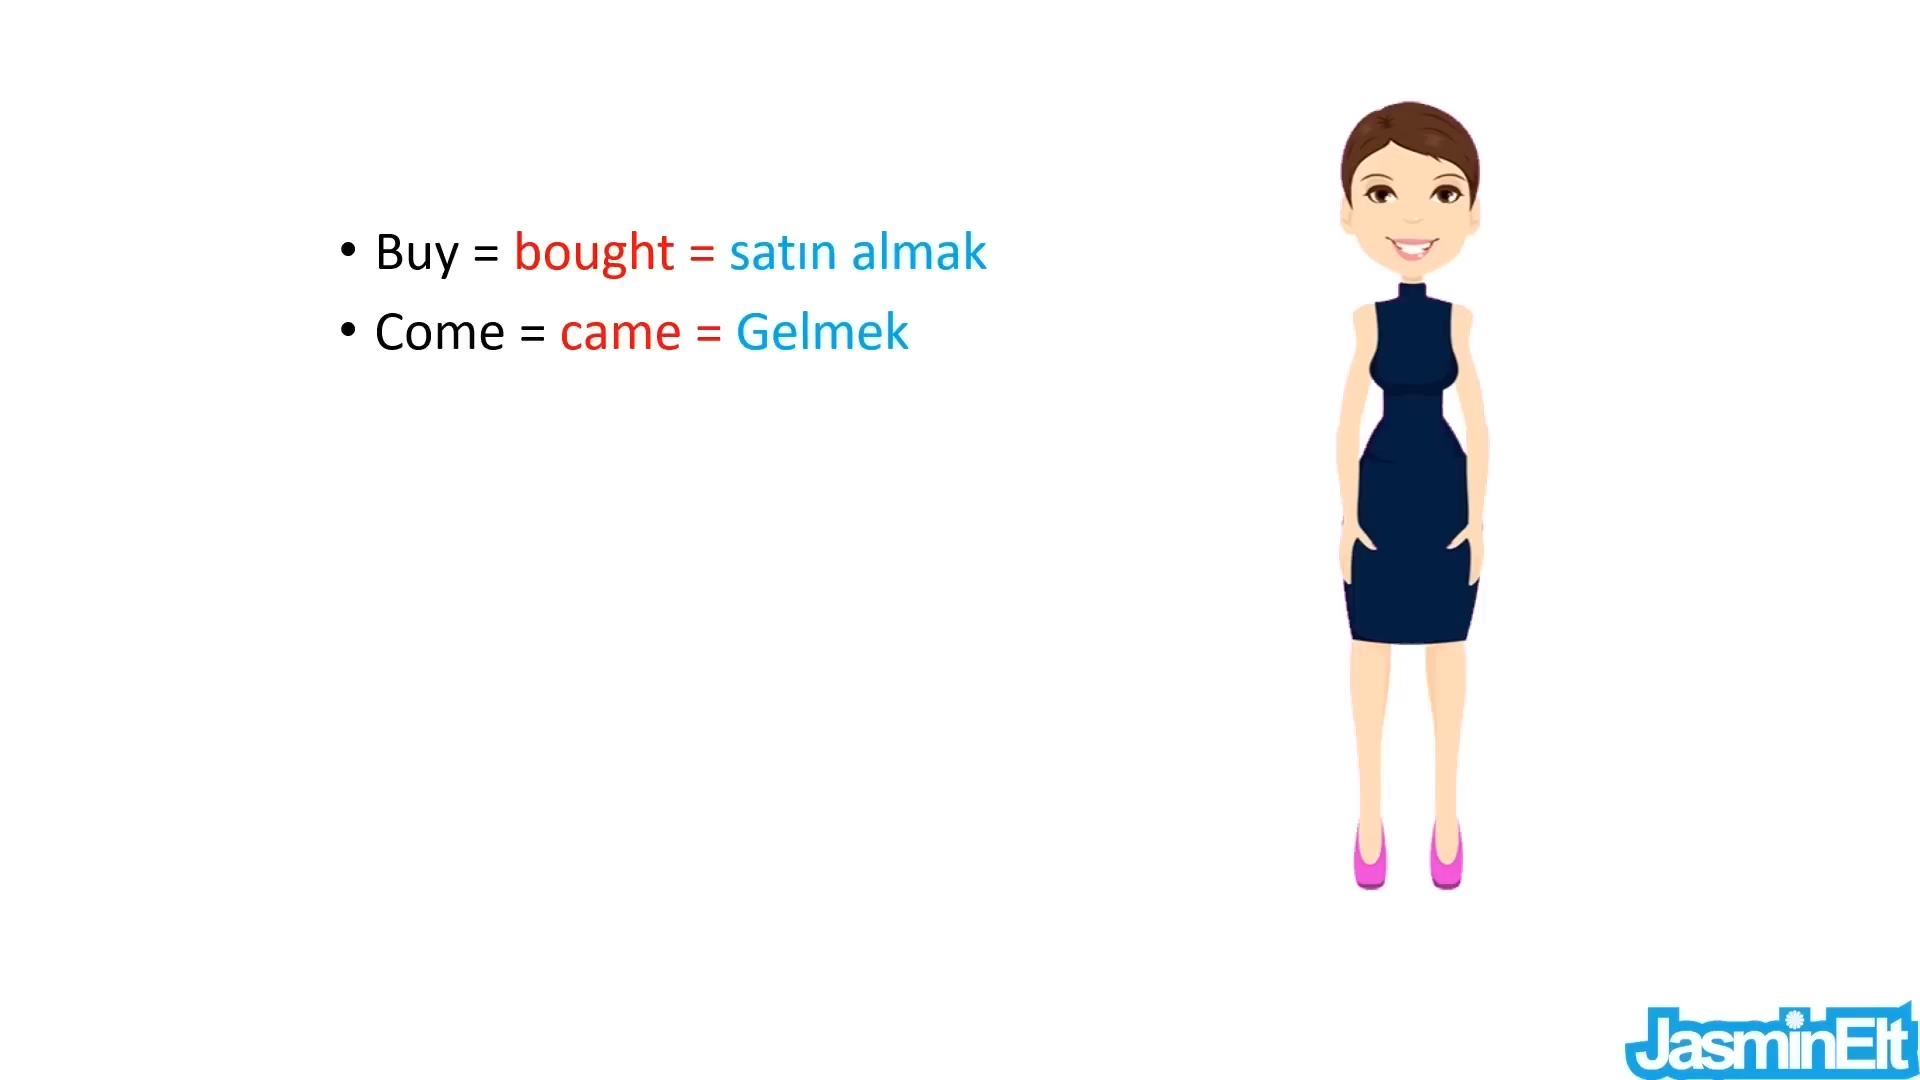 • Buy = bought = satın almak
• Come = came = Gelmek
JasminElt